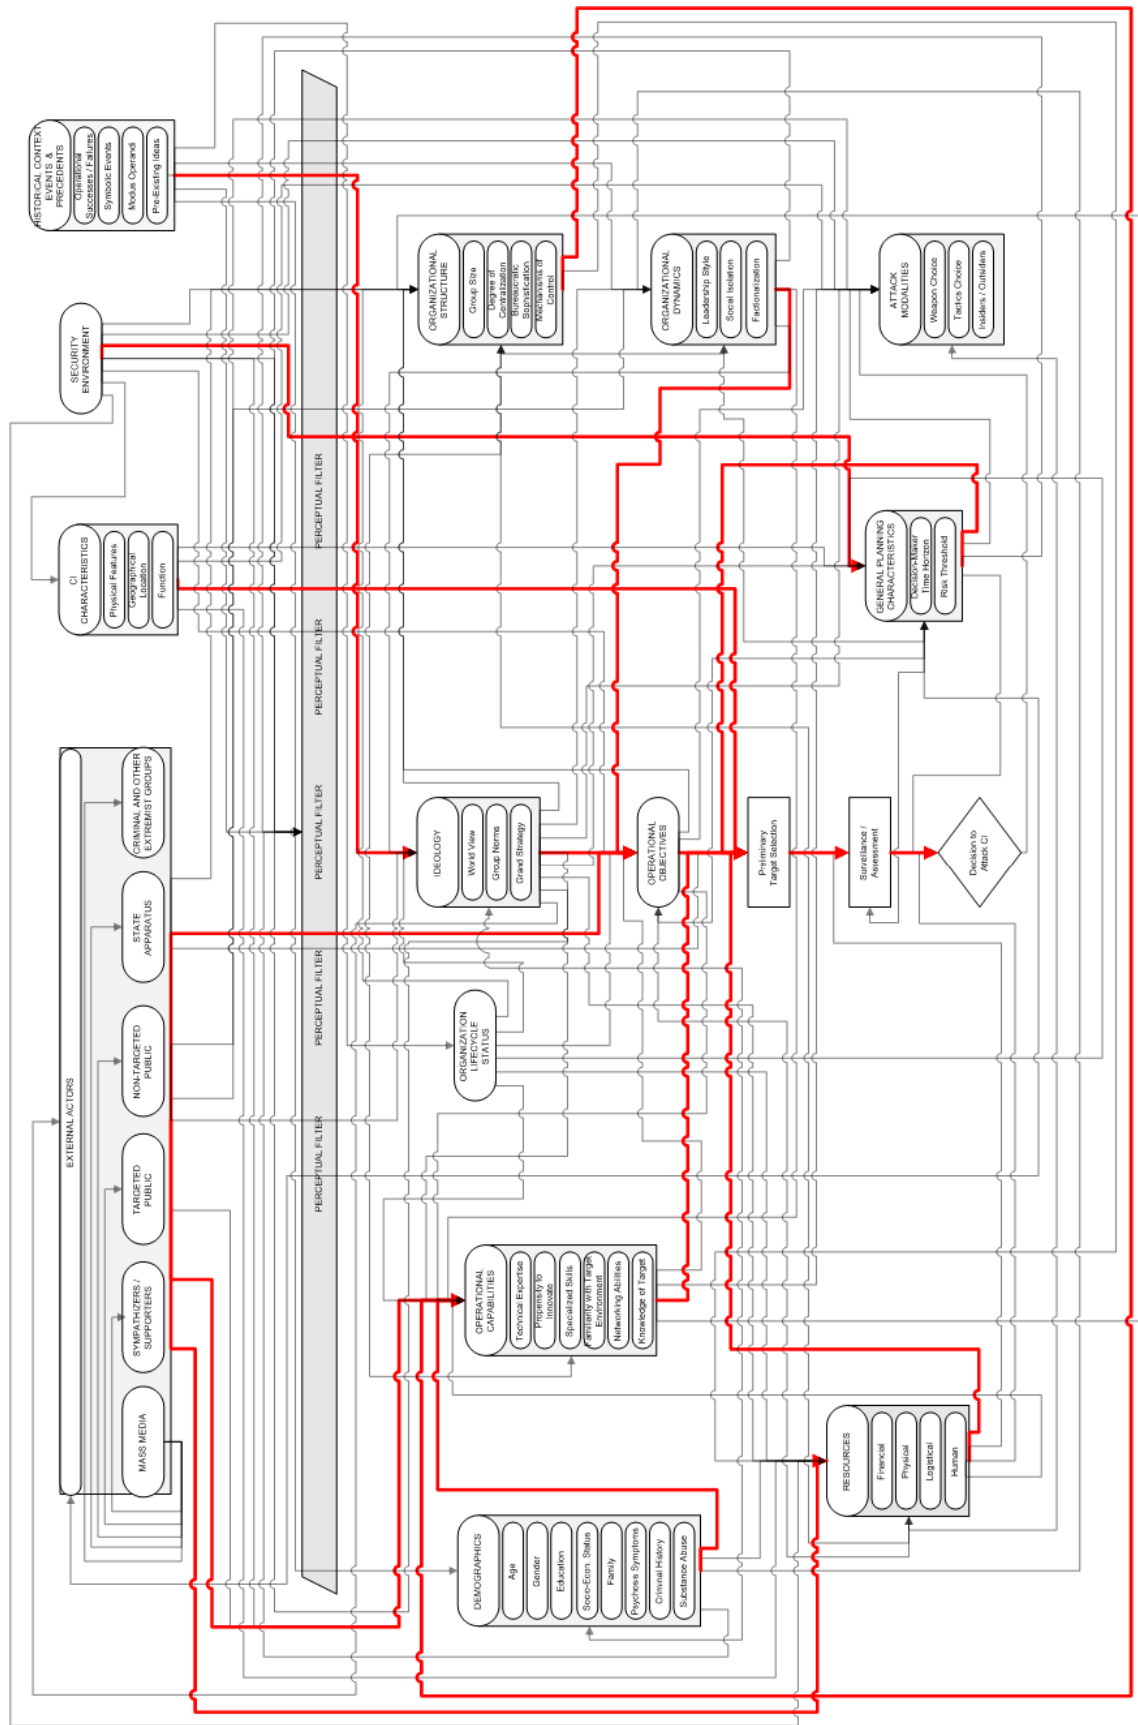 EXTERNAL ACTORS
MASS MEDIA
SYMPATHIZERS /
SUPPORTERS
TARGETED
PUBLIC
NON-TARGETED
PUBLIC
STATE
APPARATUS
CRIMINAL AND OTHER
EXTREMIST GROUPS
CI
CHARACTERISTICS
Physical Features
Geographical
Location
Function
SECURITY
ENVIRONMENT
HISTORICAL CONTEXT
EVENTS &
PRECEDENTS
Operational
Successes / Failures
Symbolic Events
Modus Operandi
Pre-Existing Ideas
PERCEPTUAL FILTER
PERCEPTUAL FILTER
PERCEPTUAL FILTER
PERCEPTUAL FILTER
PERCEPTUAL FILTER
PERCEPTUAL FILTER
DEMOGRAPHICS
Age
Gender
Education
Socio-Econ. Status
Family
Psychosis Symptoms
Criminal History
Substance Abuse
OPERATIONAL
CAPABILITIES
Technical Expertise
Propensity to
Innovate
Specialized Skills
Familiarity with Target
Environment
Networking Abilities
Knowledge of Target
ORGANIZATION
LIFECYCLE
STATUS
IDEOLOGY
World View
Group Norms
Grand Strategy
ORGANIZATIONAL
STRUCTURE
Group Size
Degree of
Centralization
Bureaucratic
Sophistication
Mechanisms of
Control
OPERATIONAL
OBJECTIVES
ORGANIZATIONAL
DYNAMICS
Leadership Style
Social Isolation
Factionalization
RESOURCES
Financial
Physical
Logistical
Human
Preliminary
Target Selection
Surveillance /
Assessment
Decision to
Attack CI
GENERAL PLANNING
CHARACTERISTICS
Decision-Maker
Time Horizon
Risk Threshold
ATTACK
MODALITIES
Weapon Choice
Tactics Choice
Insiders / Outsiders